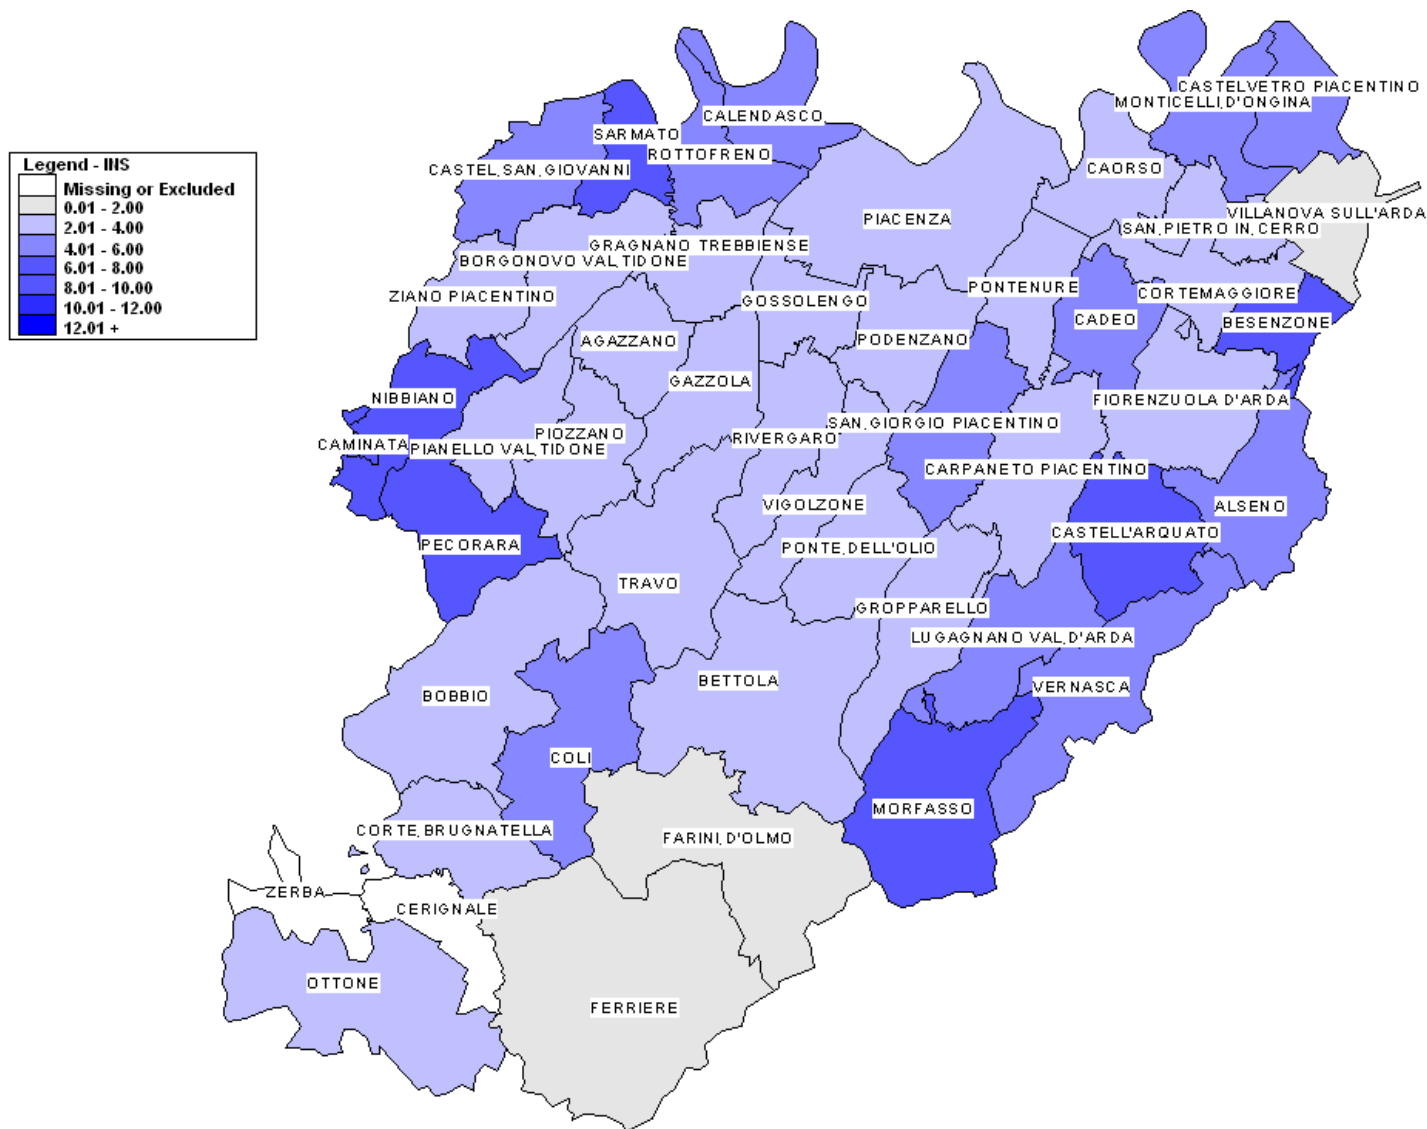 Legend - INS
Missing or Excluded
0.01 - 2.00
2.01 - 4.00
4.01 - 6.00
6.01 - 8.00
8.01 - 10.00
10.01 - 12.00
12.01 +
CASTELVETRO PIACENTINO
MONTICELLI.D'ONGINA
CALENDASCO
SARMATO
ROTTOFRENO
CASTEL.SAN.GIOVANNI
CAORSO
PIACENZA
VILLANOVA SULL'ARDA
SAN.PIETRO IN.CERRO
GRAGNANO TREBBIENSE
BORGONOVO VAL.TIDONE
ZIANO PIACENTINO
GOSSOLENGO
PONTENURE
CORTEMAGGIORE
CADEO
BESENZONE
AGAZZANO
PODENZANO
GAZZOLA
NIBBIANO
FIORENZUOLA D'ARDA
SAN.GIORGIO PIACENTINO
PIOZZANO
RIVERGARO
CAMINATA
PIANELLO VAL.TIDONE
CARPANETO PIACENTINO
VIGOLZONE
ALSENO
CASTELL'ARQUATO
PECORARA
PONTE.DELL'OLIO
TRAVO
GROPPARELLO
LUGAGNANO VAL.D'ARDA
BETTOLA
VERNASCA
BOBBIO
COLI
MORFASSO
CORTE.BRUGNATELLA
FARINI.D'OLMO
ZERBA
CERIGNALE
OTTONE
FERRIERE